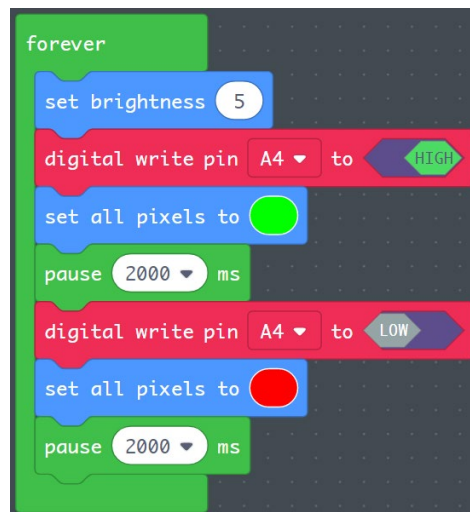 forever
set brightness 5
digital write pin A4 to HIGH
set all pixels to
pause 2000 ms
digital write pin A4 to LOW
set all pixels to
pause 2000 ms